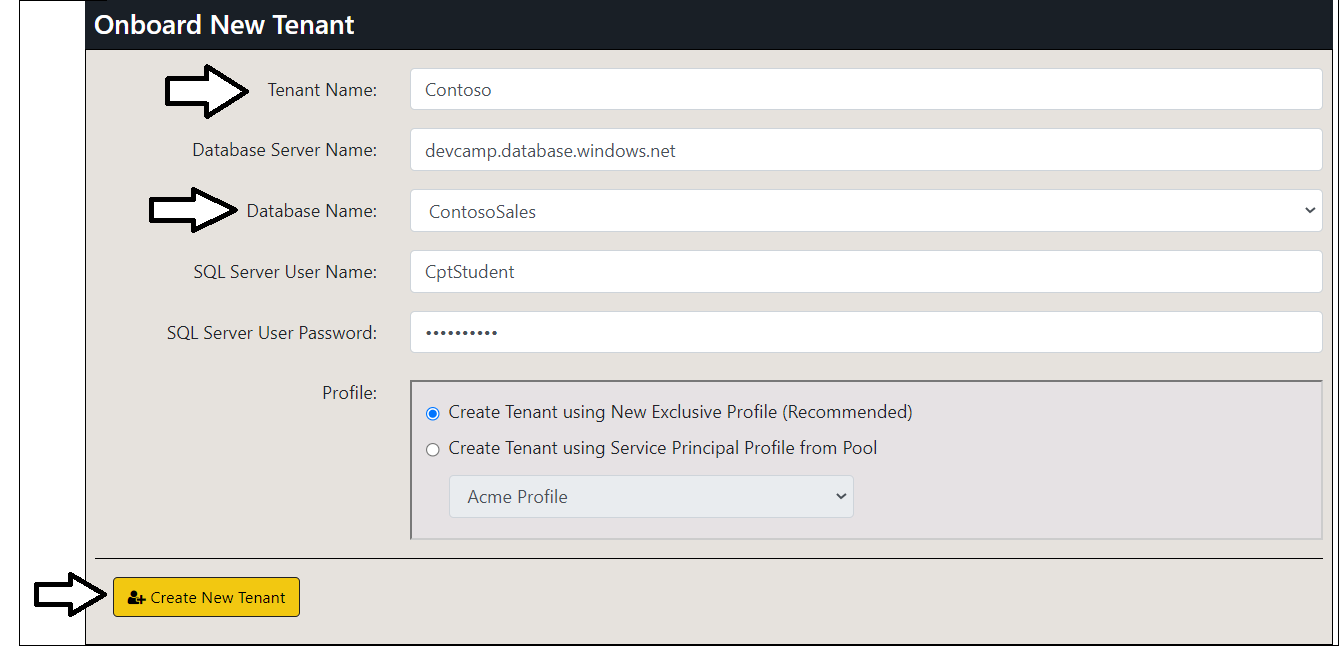 Onboard New Tenant
Tenant Name: Contoso
Database Server Name: devcamp.database.windows.net
Database Name: ContosoSales
SQL Server User Name: CptStudent
SQL Server User Password: ••••••••••
Profile:
Create Tenant using New Exclusive Profile (Recommended)
Create Tenant using Service Principal Profile from Pool
Acme Profile
Create New Tenant